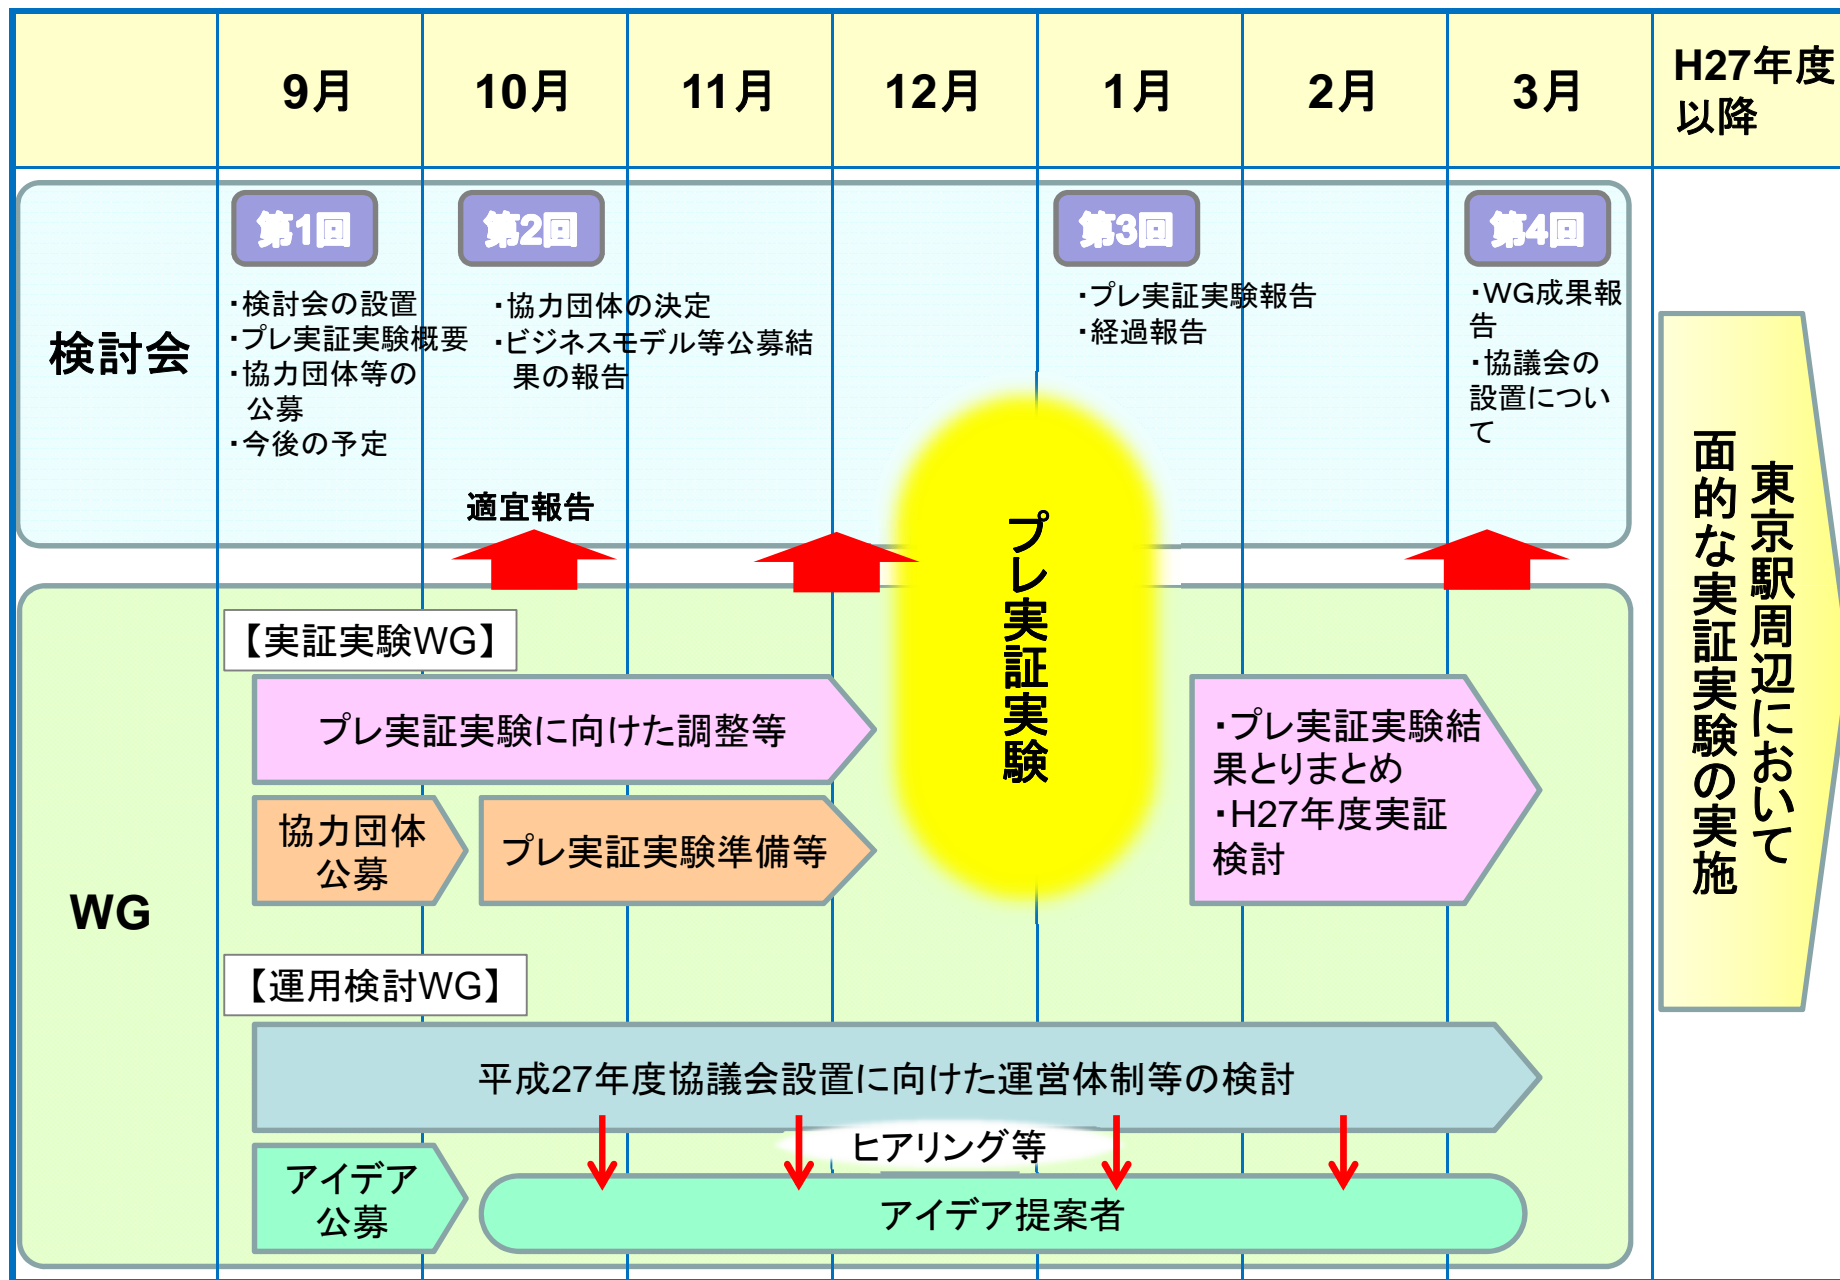 9月
10月
11月
12月
1月
2月
3月
H27年度
以降
検討会
第1回
・検討会の設置
・プレ実証実験概要
・協力団体等の
公募
・今後の予定
第2回
・協力団体の決定
・ビジネスモデル等公募結
果の報告
第3回
・プレ実証実験報告
・経過報告
第4回
・WG成果報
告
・協議会の
設置につい
て
適宜報告
プレ実証実験
WG
【実証実験WG】
プレ実証実験に向けた調整等
協力団体
公募
プレ実証実験準備等
・プレ実証実験結
果とりまとめ
・H27年度実証
検討
【運用検討WG】
平成27年度協議会設置に向けた運営体制等の検討
ヒアリング等
アイデア
公募
アイデア提案者
東京駅周辺において
面的な実証実験の実施